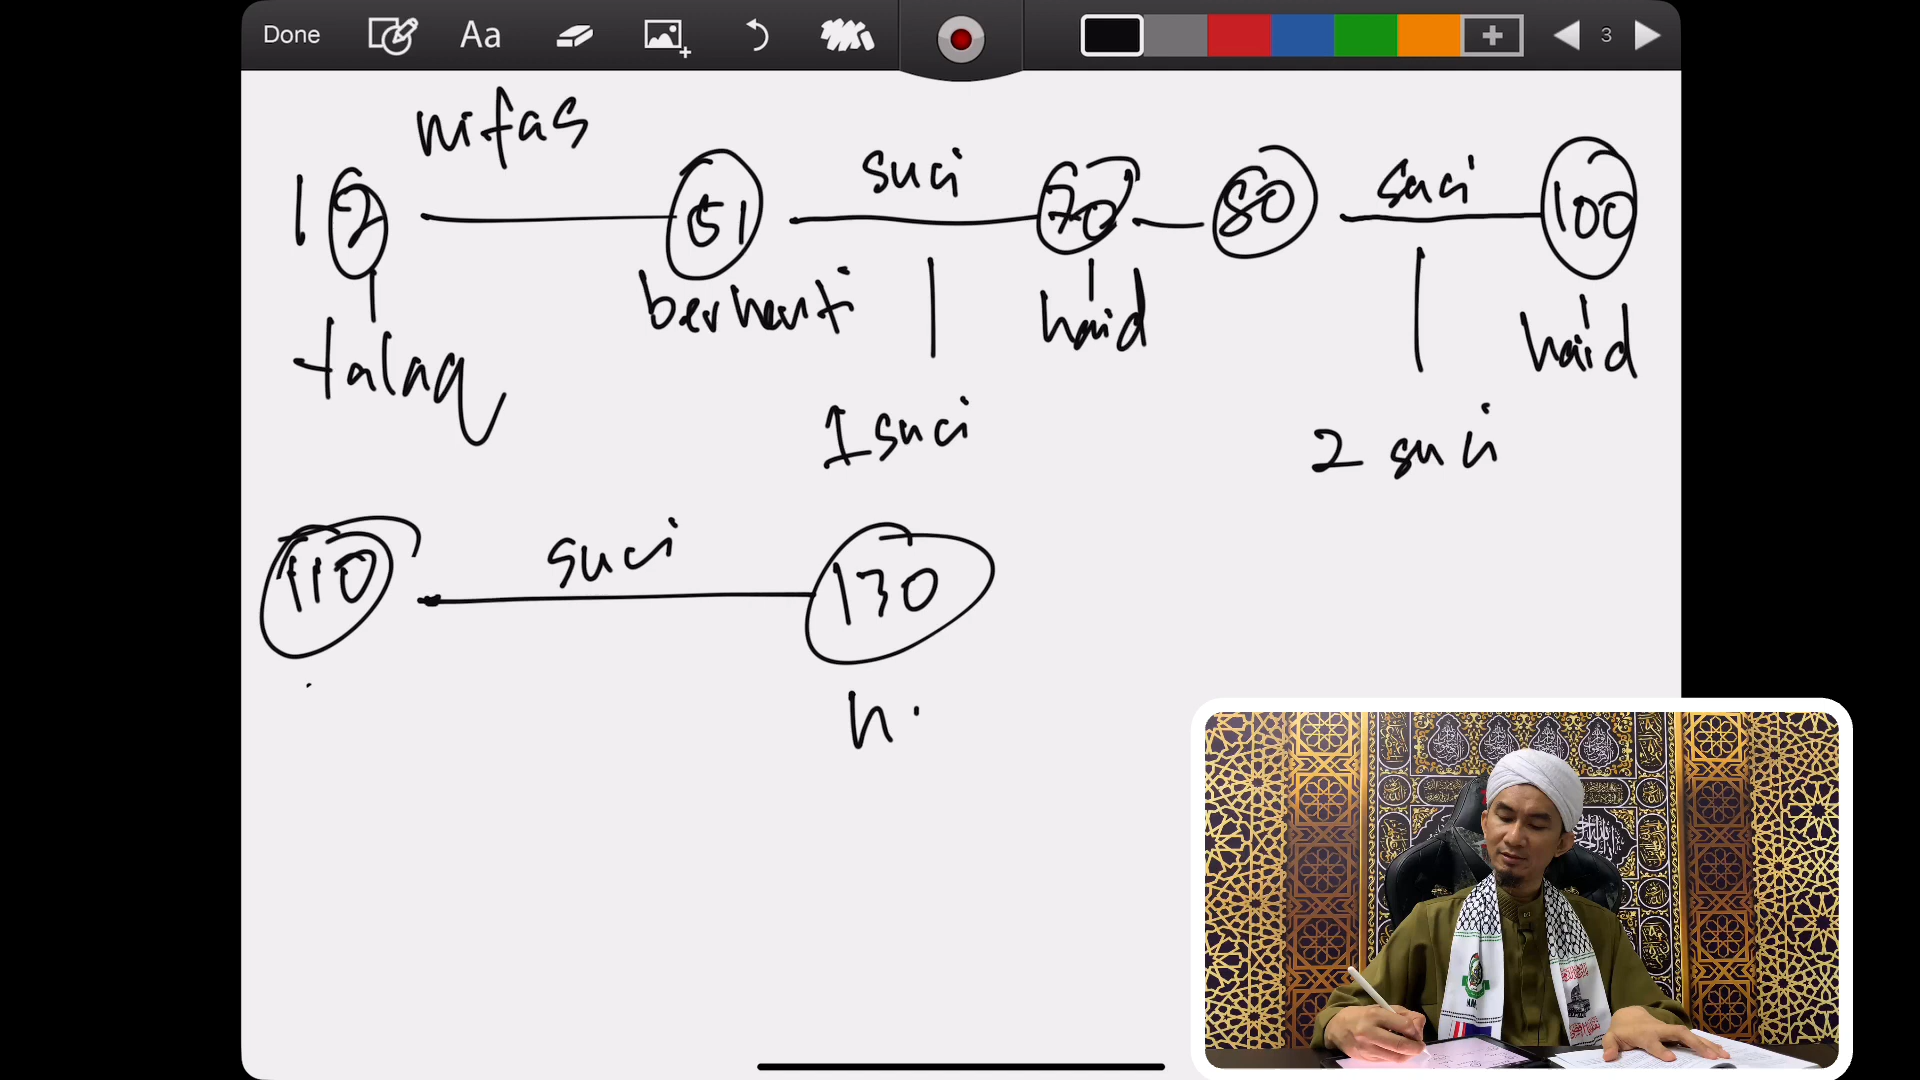 Done Aa 3
nifas suci suci
1 2 61 70 80 100
talaq berhenti haid haid
1 suci 2 suci
110 suci 130
h.